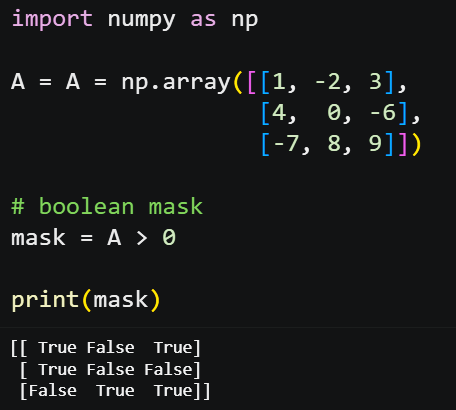 import numpy as np

A = A = np.array([[1, -2, 3],
                  [4,  0, -6],
                  [-7, 8, 9]])

# boolean mask
mask = A > 0

print(mask)
[[ True False  True]
 [ True False False]
 [False  True  True]]